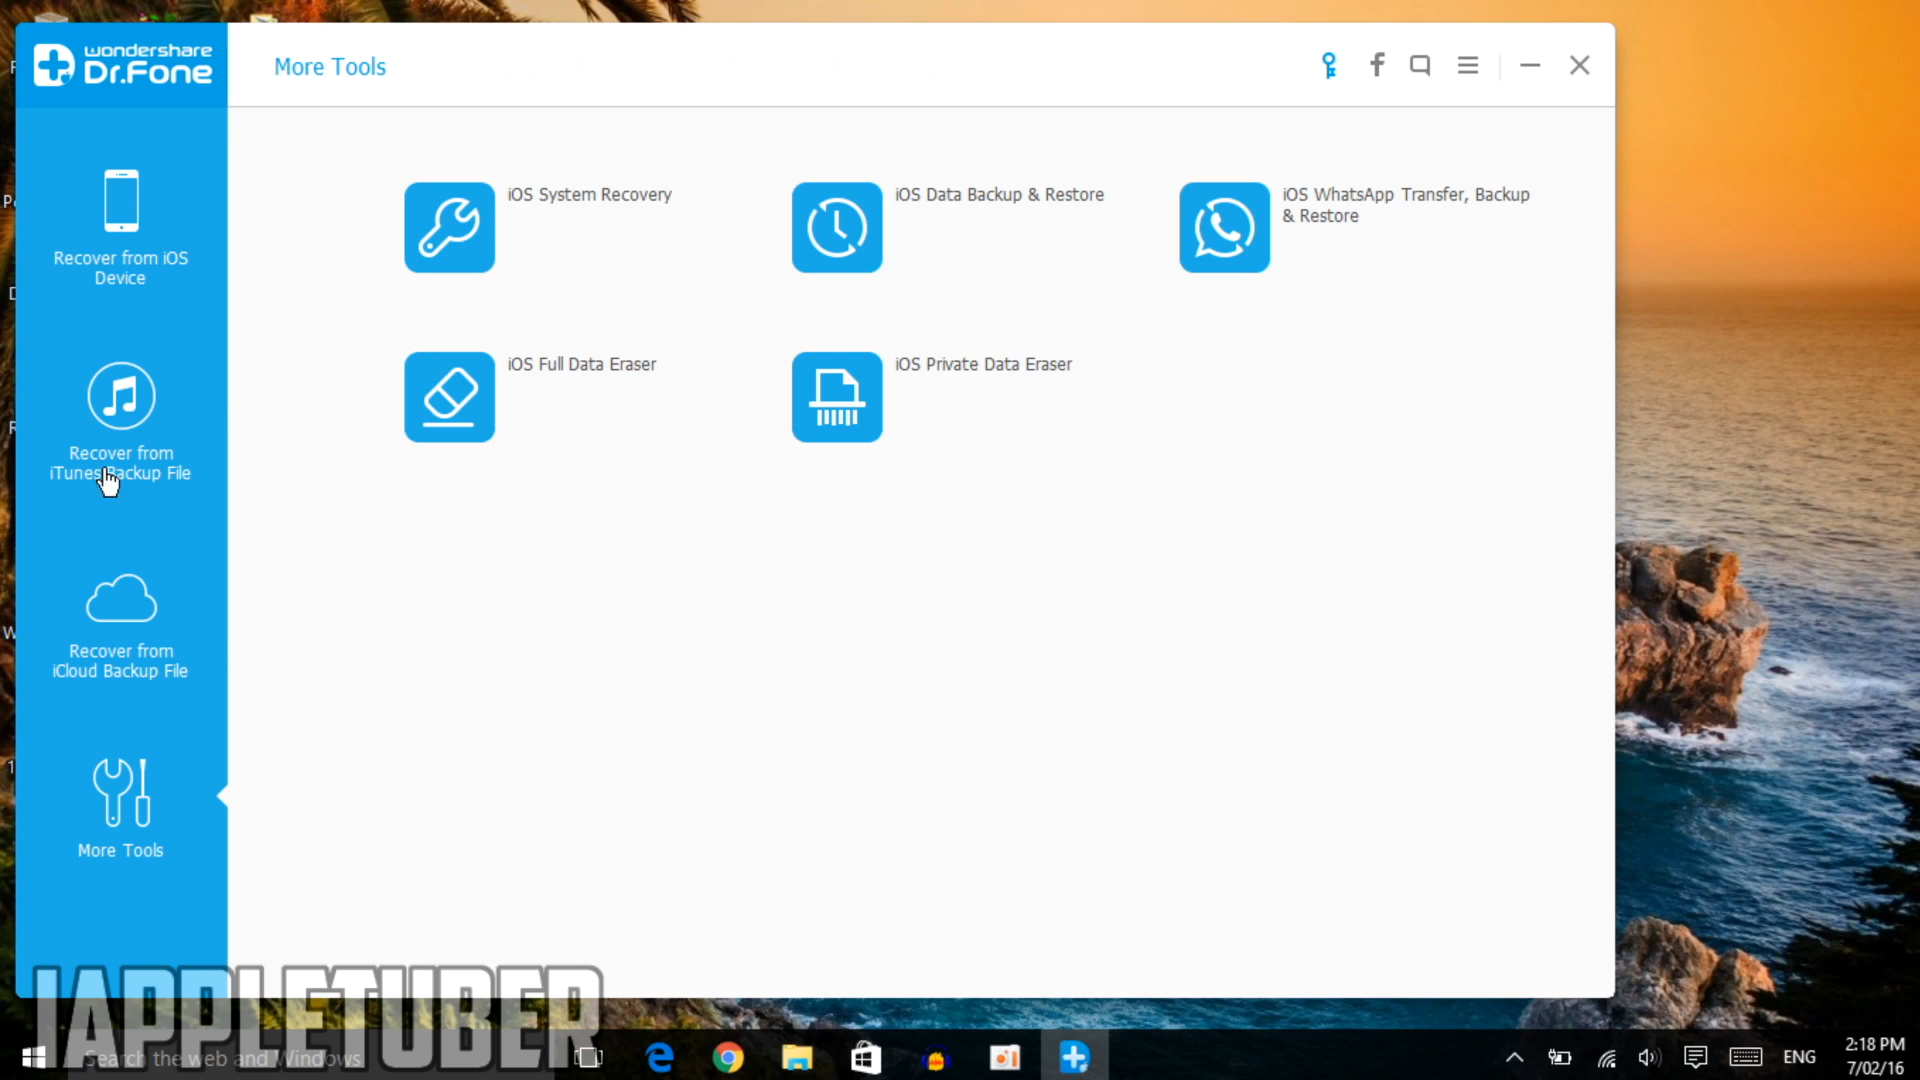 wondershare
Dr.Fone
More Tools
Recover from iOS
Device
Recover from
iTunes Backup File
Recover from
iCloud Backup File
More Tools
iOS System Recovery
iOS Data Backup & Restore
iOS WhatsApp Transfer, Backup
& Restore
iOS Full Data Eraser
iOS Private Data Eraser
IAPPLETUBER
Search the web and Windows
ENG
2:18 PM
7/02/16